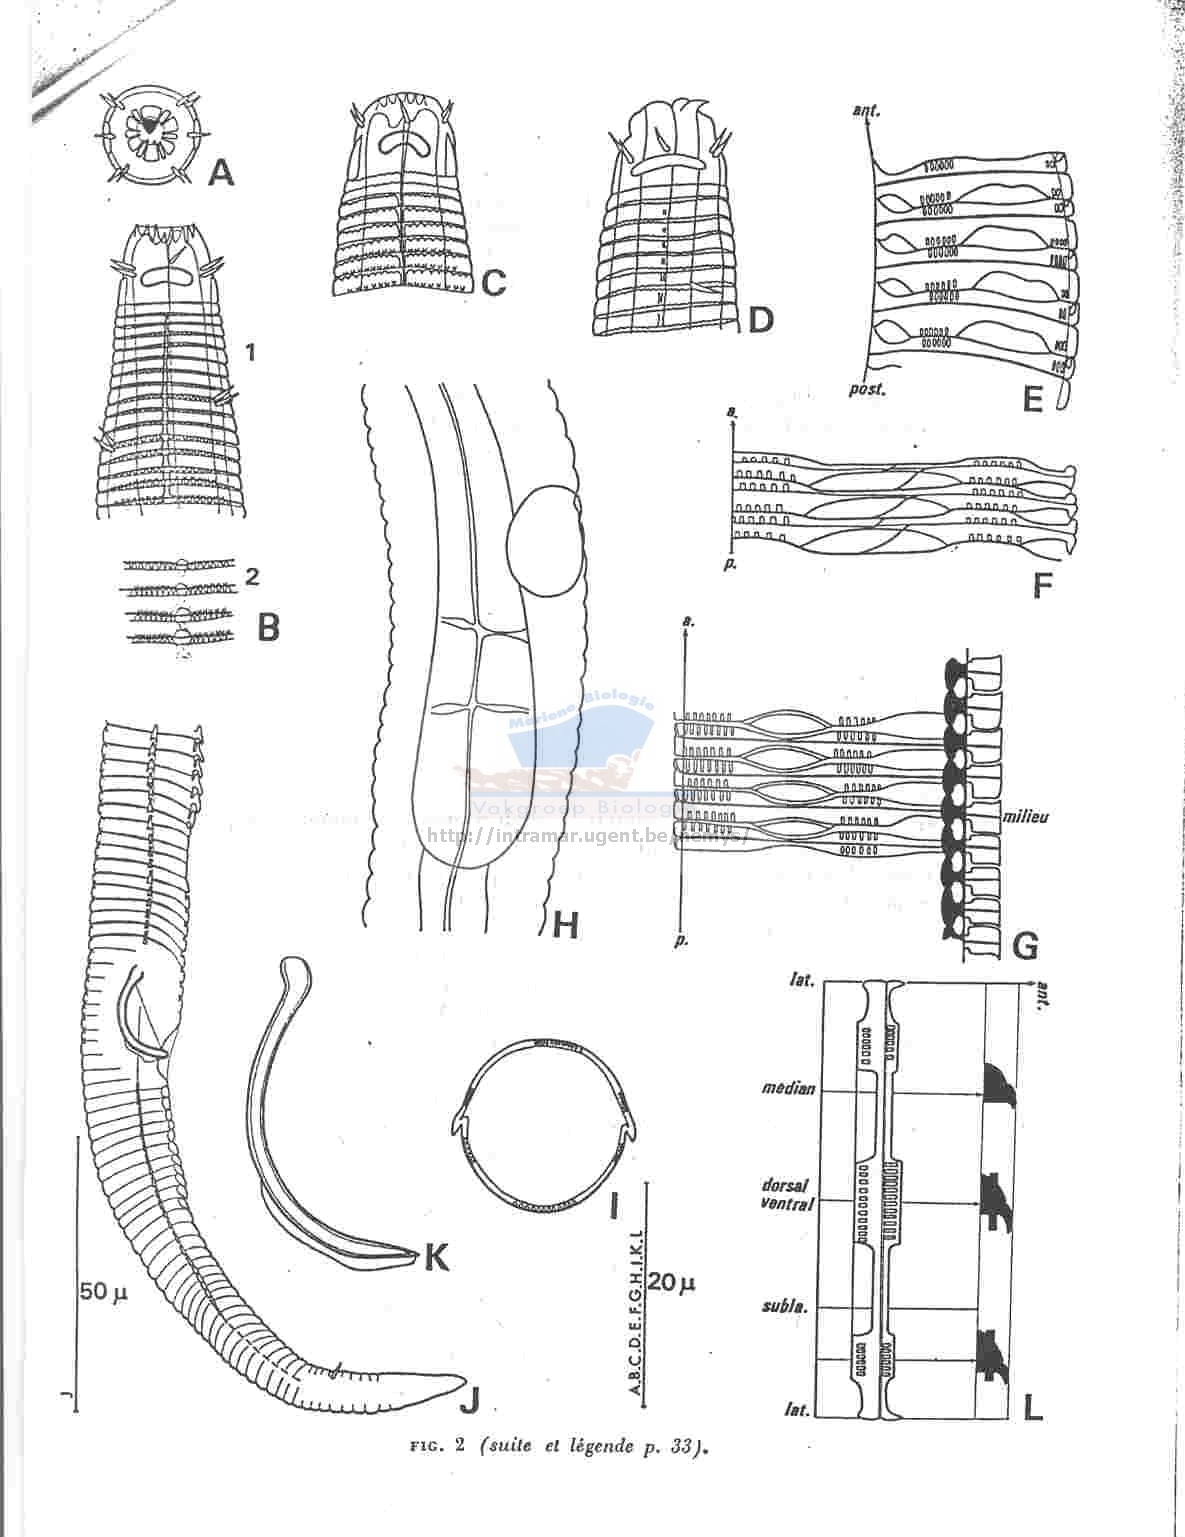 A
C
D
ant.
post.
E
1
2
B
a.
p.
F
a.
milieu
p.
G
Mariene Biologie
Vakgroep Biologie
http://intramar.ugent.be/nemys/
H
lat.
ant.
median
dorsal
ventral
subla.
lat.
L
I
K
50 µ
J
J
A.B.C.D.E.F.G.H.I.K.L
20 µ
FIG. 2 (suite et légende p. 33).